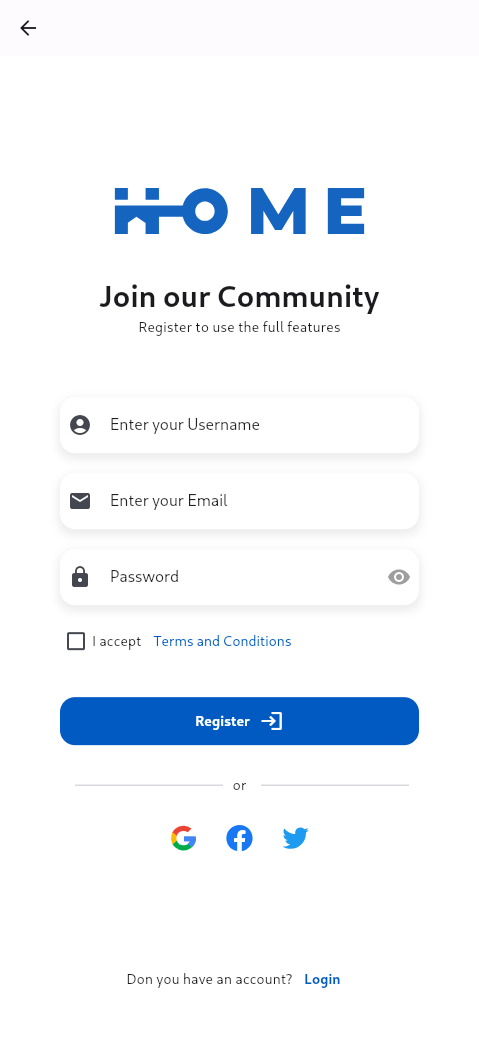 HOME
Join our Community
Register to use the full features
Enter your Username
Enter your Email
Password
I accept Terms and Conditions
Register
or
Don you have an account? Login